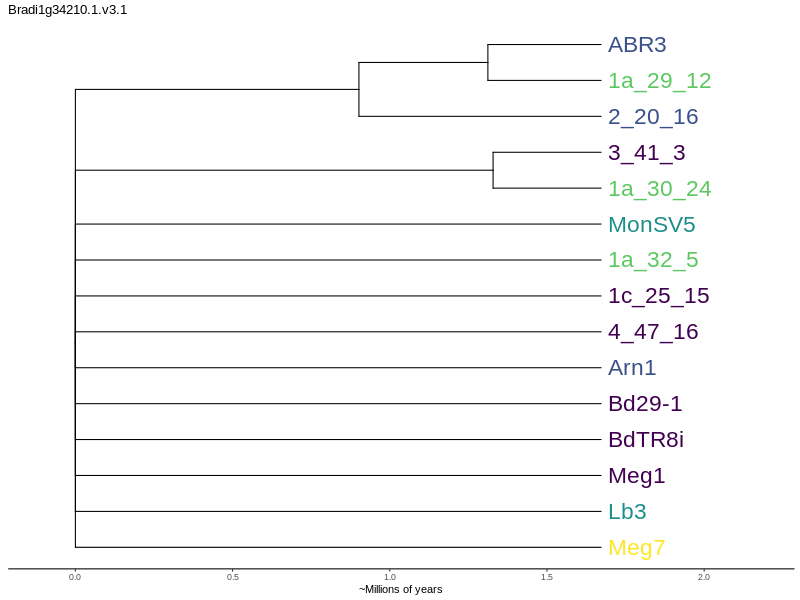 Bradi1g34210.1.v3.1
ABR3
1a_29_12
2_20_16
3_41_3
1a_30_24
MonSV5
1a_32_5
1c_25_15
4_47_16
Arn1
Bd29-1
BdTR8i
Meg1
Lb3
Meg7
0.0 0.5 1.0 1.5 2.0
~Millions of years